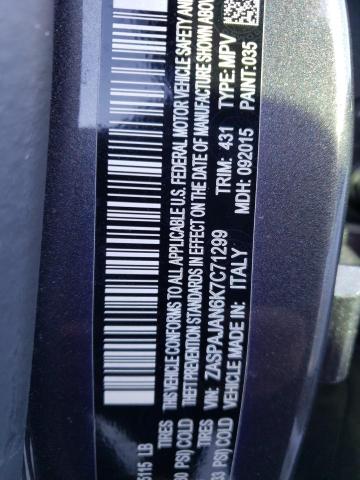 THIS VEHICLE CONFORMS TO ALL APPLICABLE U.S. FEDERAL MOTOR VEHICLE SAFETY AND
THEFT PREVENTION STANDARDS IN EFFECT ON THE DATE OF MANUFACTURE SHOWN ABOVE
TYPE: MPV
PAINT: 035
TRIM: 431
MDH: 092015
VIN: ZASPAJAN6K7C71299
VEHICLE MADE IN: ITALY
5115 LB
TIRES
PSI) COLD
TIRES
PSI) COLD